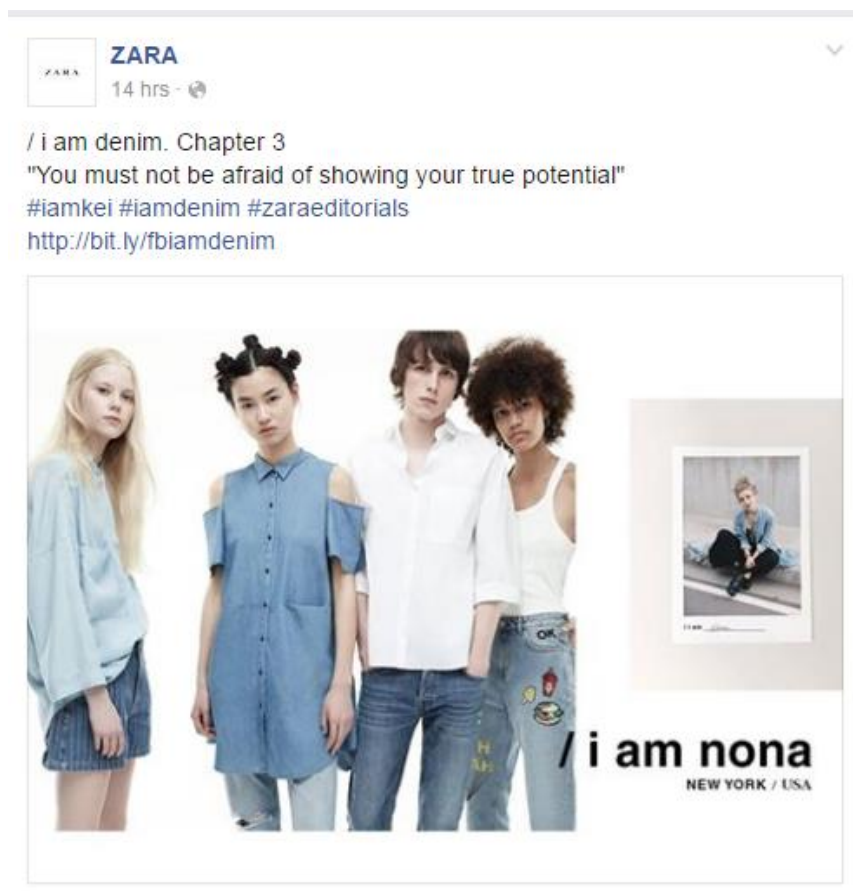 ZARA
ZARA
14 hrs ·
/ i am denim. Chapter 3
"You must not be afraid of showing your true potential"
#iamkei #iamdenim #zaraeditorials
http://bit.ly/fbiamdenim
OK
H
/ i am
/ i am nona
NEW YORK / USA